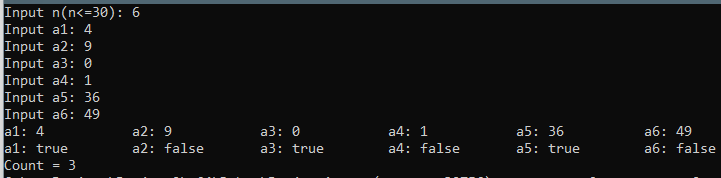 Input n(n<=30): 6
Input a1: 4
Input a2: 9
Input a3: 0
Input a4: 1
Input a5: 36
Input a6: 49
a1: 4 a2: 9 a3: 0 a4: 1 a5: 36 a6: 49
a1: true a2: false a3: true a4: false a5: true a6: false
Count = 3